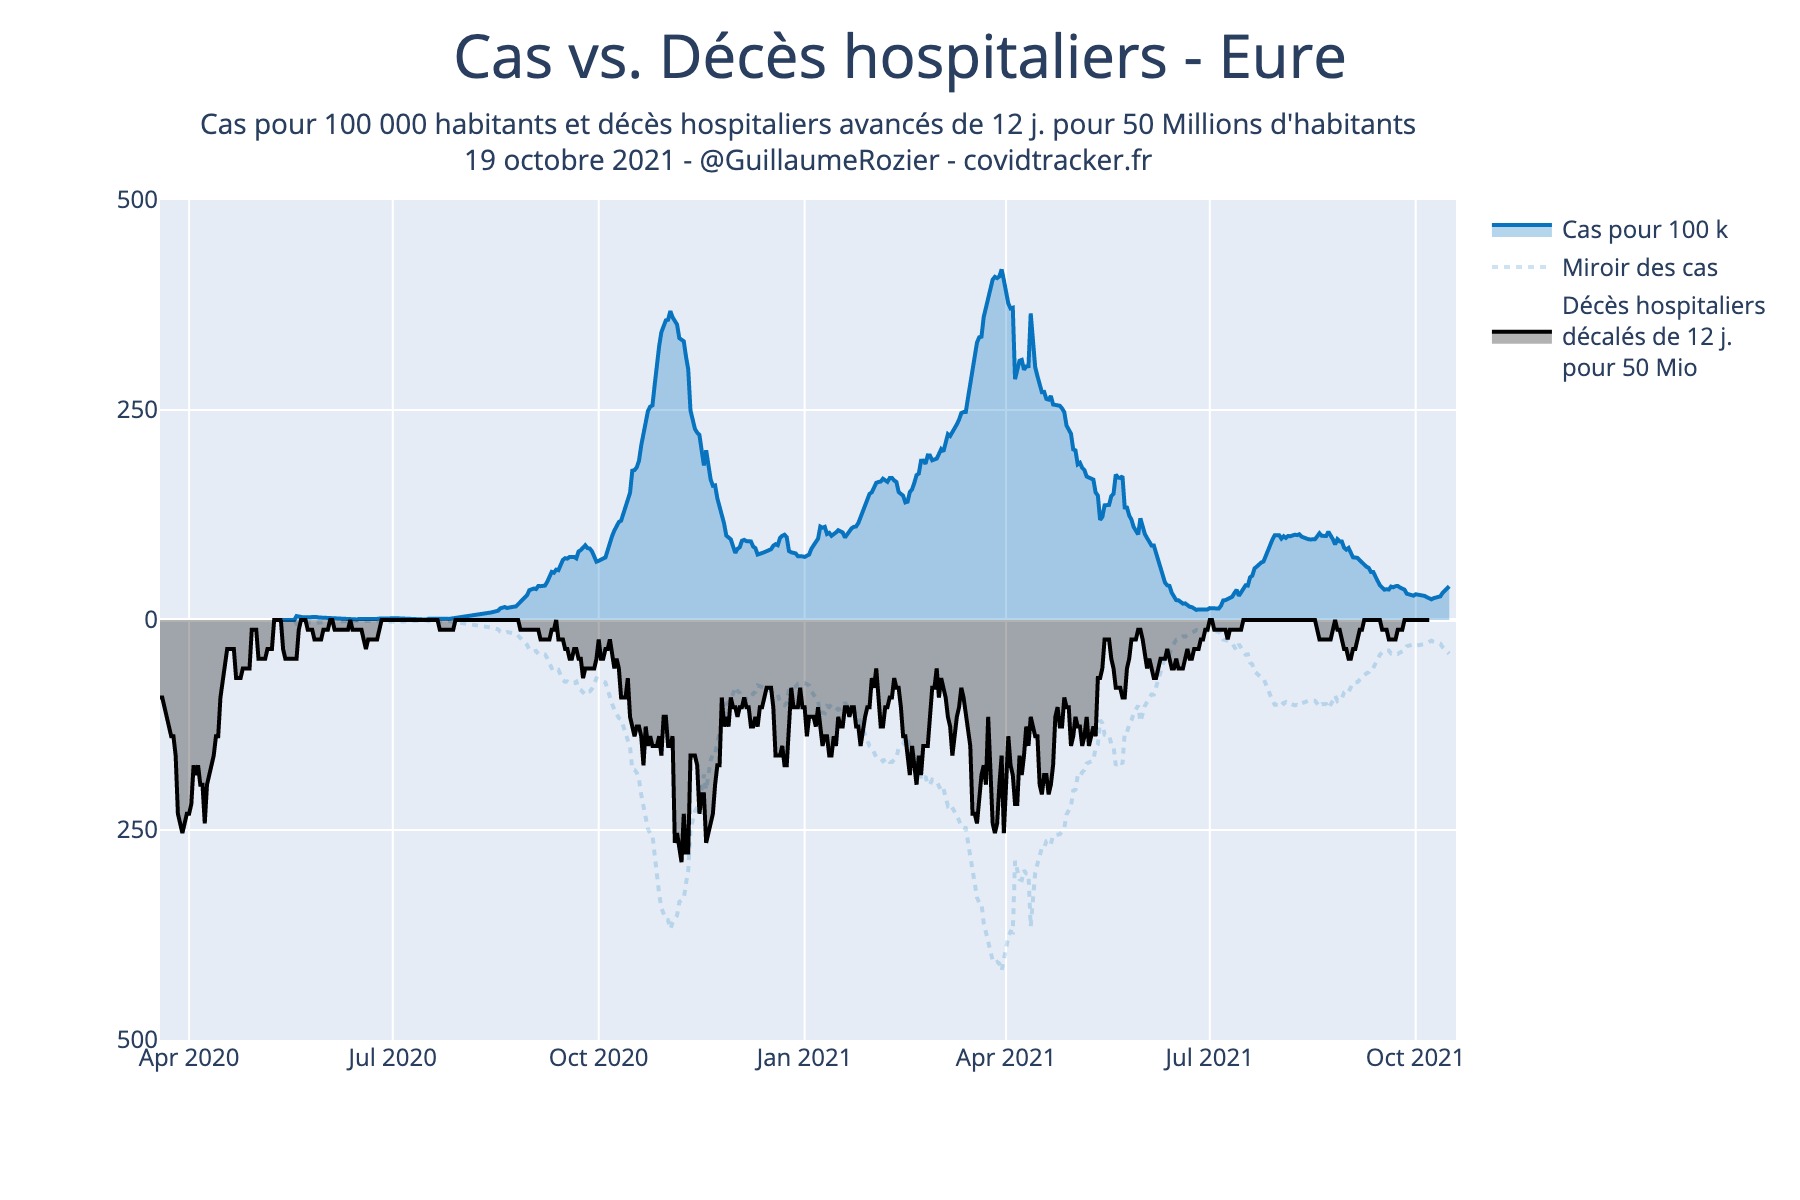 Cas vs. Décès hospitaliers - Eure
Cas pour 100 000 habitants et décès hospitaliers avancés de 12 j. pour 50 Millions d'habitants
19 octobre 2021 - @GuillaumeRozier - covidtracker.fr
500
250
0
250
500
Apr 2020
Jul 2020
Oct 2020
Jan 2021
Apr 2021
Jul 2021
Oct 2021
Cas pour 100 k
Miroir des cas
Décès hospitaliers
décalés de 12 j.
pour 50 Mio